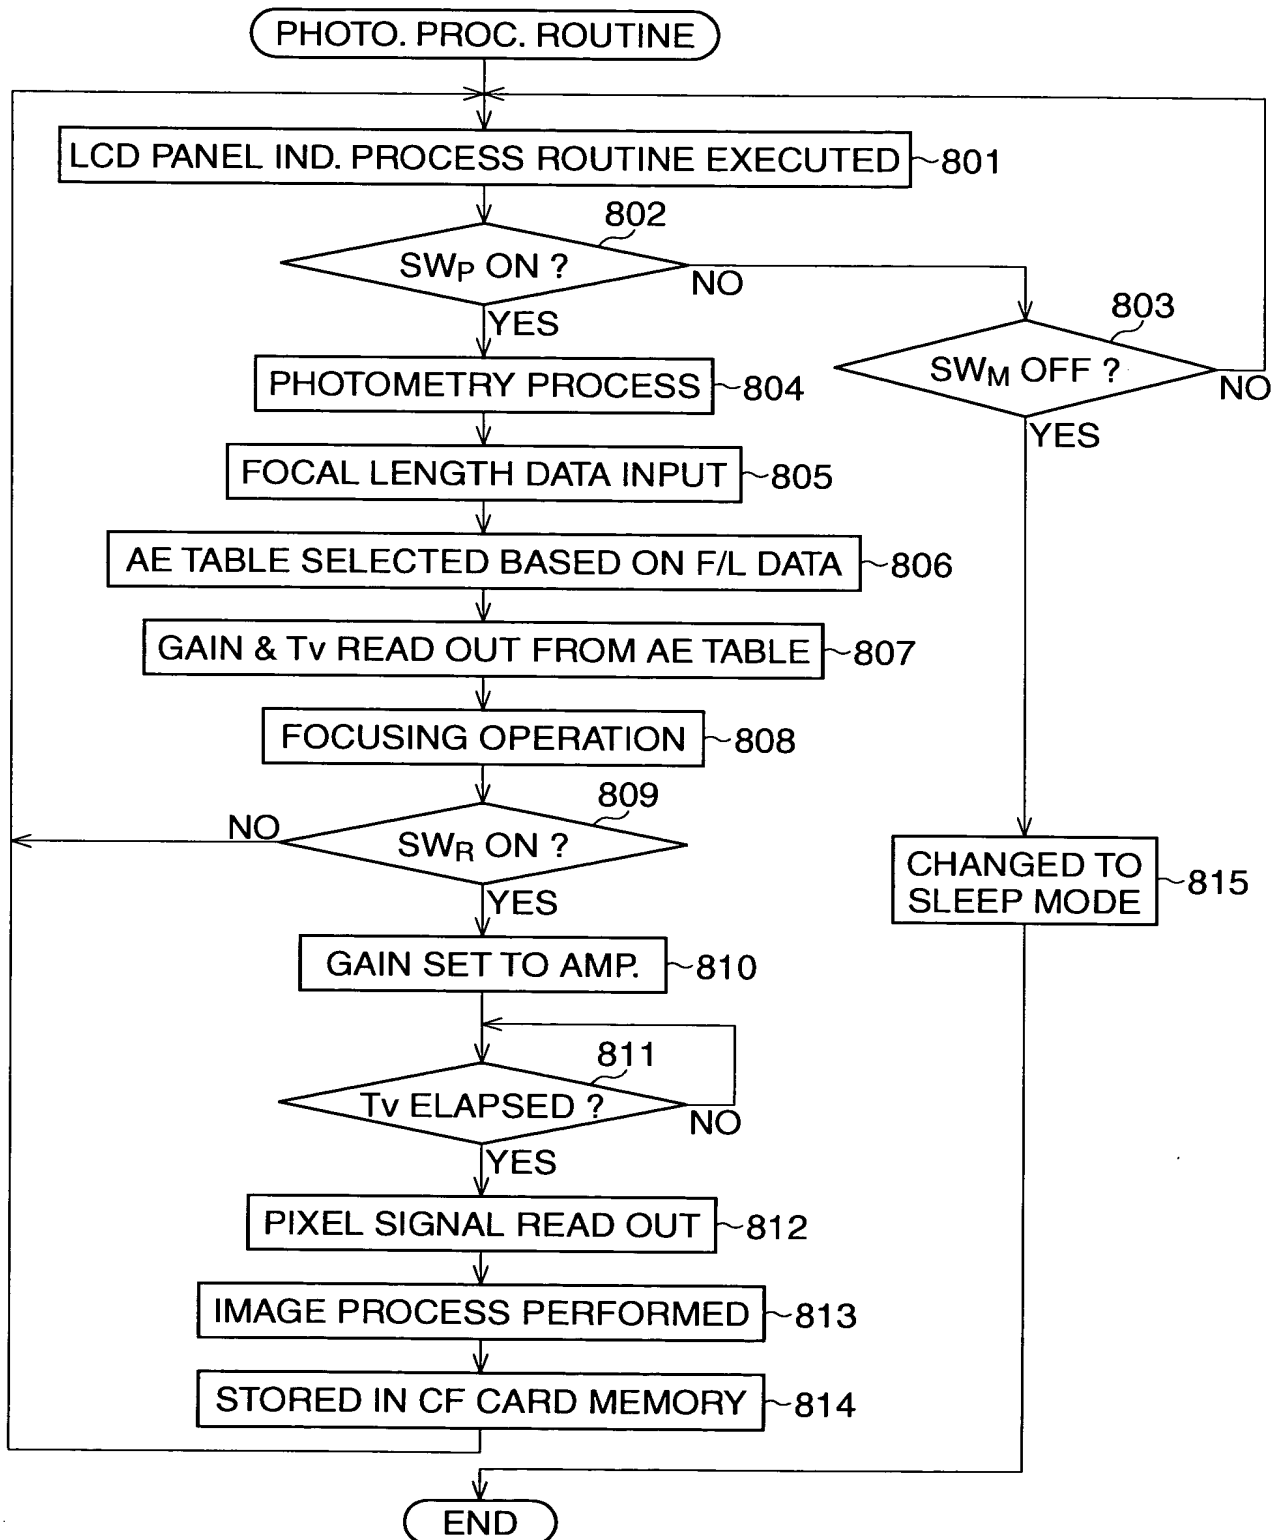 PHOTO. PROC. ROUTINE
LCD PANEL IND. PROCESS ROUTINE EXECUTED 801
802
SWP ON ?
NO
YES
803
SWM OFF ?
NO
YES
PHOTOMETRY PROCESS 804
FOCAL LENGTH DATA INPUT 805
AE TABLE SELECTED BASED ON F/L DATA 806
GAIN & Tv READ OUT FROM AE TABLE 807
FOCUSING OPERATION 808
809
NO
SWR ON ?
YES
CHANGED TO
SLEEP MODE
815
GAIN SET TO AMP. 810
811
Tv ELAPSED ?
NO
YES
PIXEL SIGNAL READ OUT 812
IMAGE PROCESS PERFORMED 813
STORED IN CF CARD MEMORY 814
END